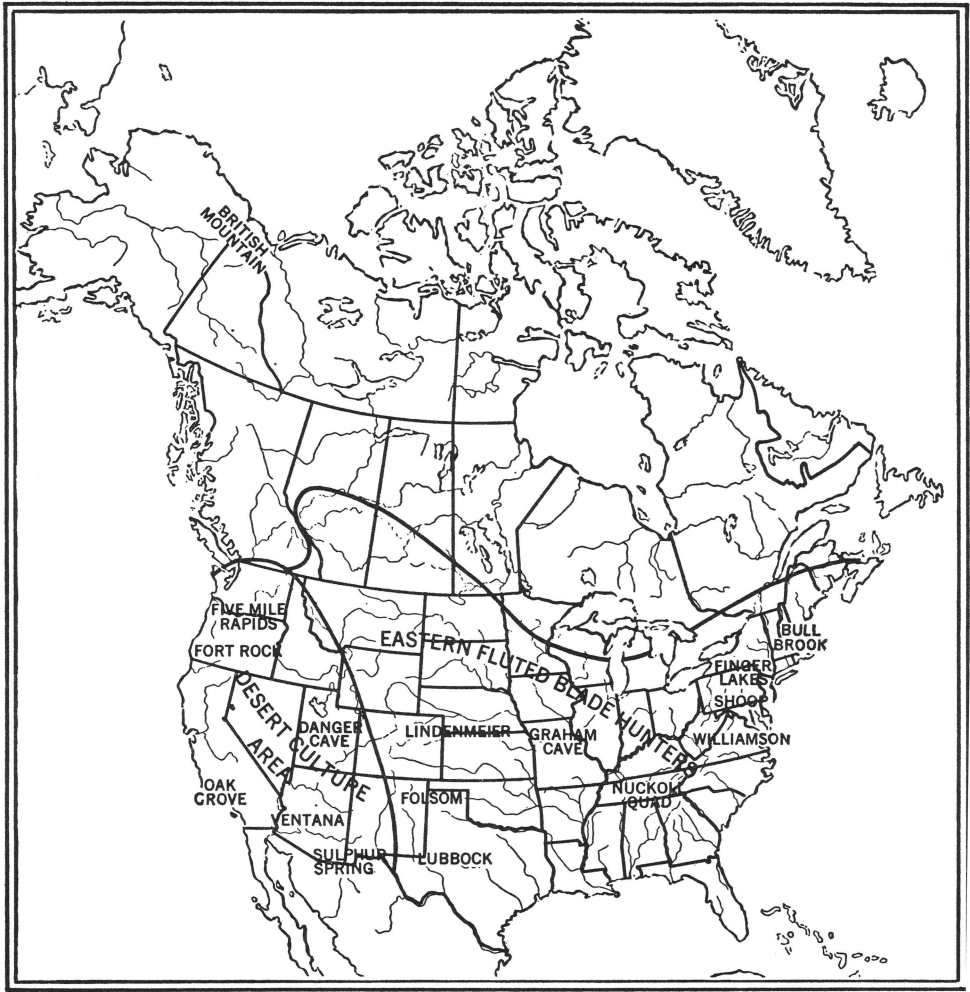 BRITISH
MOUNTAIN
FIVE MILE
RAPIDS
FORT ROCK
EASTERN FLUTED BLADE HUNTERS
BULL
BROOK
FINGER
LAKES
SHOOP
DESERT CULTURE
AREA
DANGER
CAVE
LINDENMEIER
GRAHAM
CAVE
WILLIAMSON
OAK
GROVE
FOLSOM
NUCKOL
QUAD
VENTANA
SULPHUR
SPRING
LUBBOCK